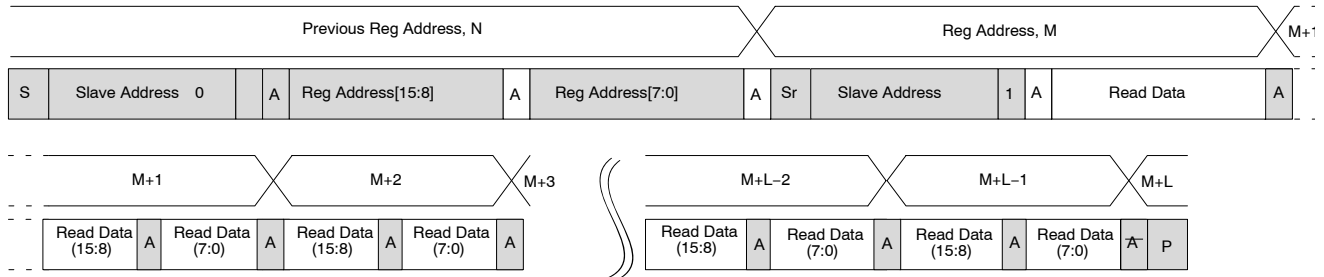 Previous Reg Address, N Reg Address, M M+1
S Slave Address 0 A Reg Address[15:8] A Reg Address[7:0] A Sr Slave Address 1 A Read Data A
M+1 M+2 M+3 M+L−2 M+L−1 M+L
Read Data (15:8) A Read Data (7:0) A Read Data (15:8) A Read Data (7:0) A Read Data (15:8) A Read Data (7:0) A Read Data (15:8) A Read Data (7:0) A P